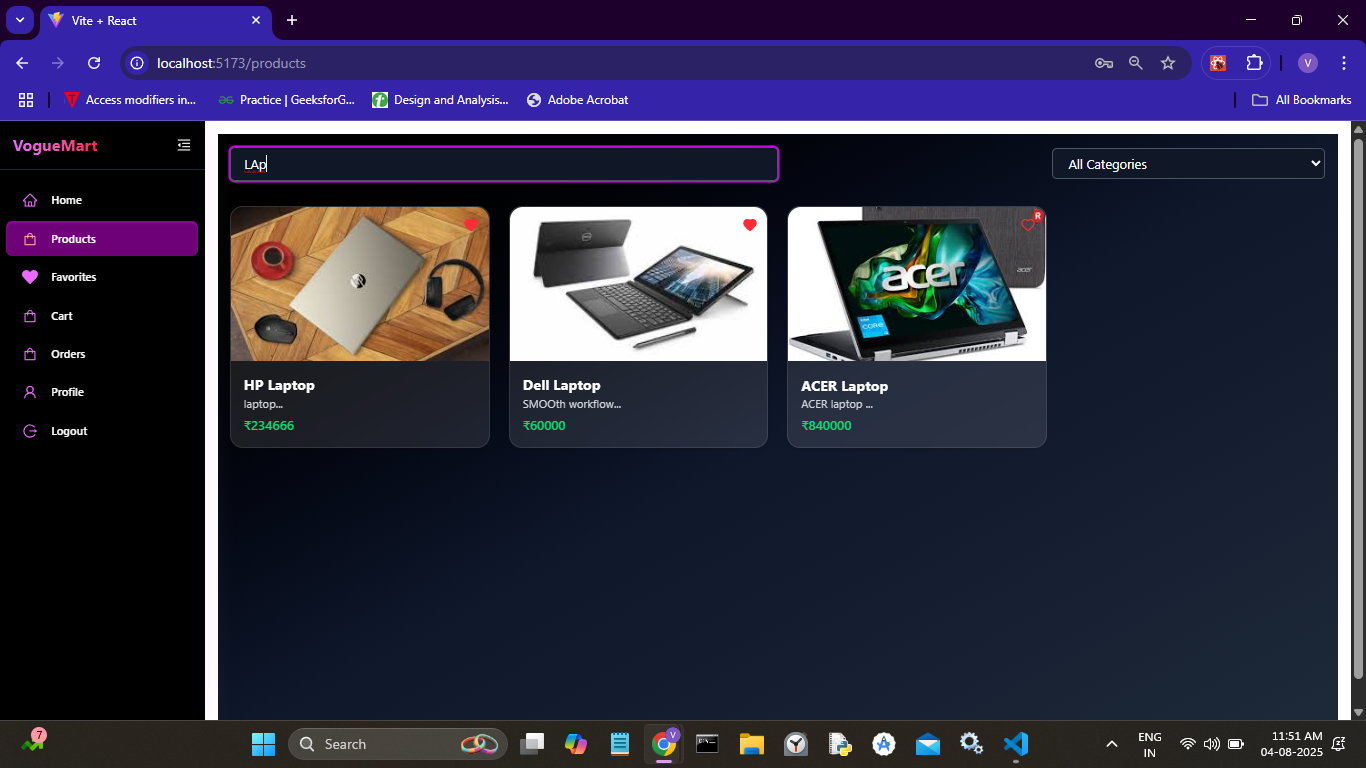 Vite + React
localhost:5173/products
V
Access modifiers in...
Practice | GeeksforG...
Design and Analysis...
Adobe Acrobat
All Bookmarks
VogueMart
Home
Products
Favorites
Cart
Orders
Profile
Logout
LAp
All Categories
HP Laptop
laptop...
₹234666
Dell Laptop
SMOOth workflow...
₹60000
R
acer
acer
CORE
ACER Laptop
ACER laptop ...
₹840000
7
Search
V
ENG
IN
11:51 AM
04-08-2025